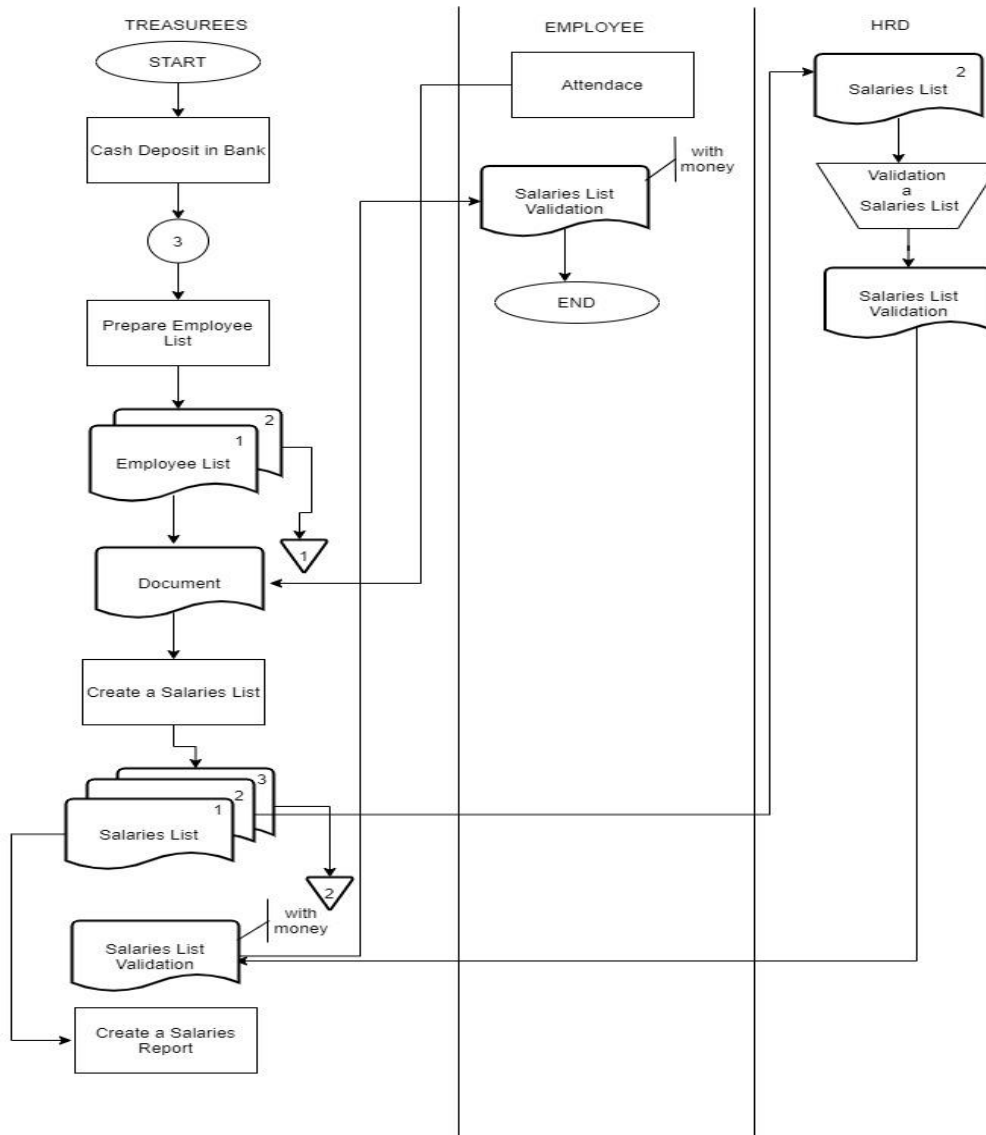 TREASUREES
START
Cash Deposit in Bank
3
Prepare Employee
List
2
1
Employee List
1
Document
Create a Salaries List
3
2
1
Salaries List
2
with
money
Salaries List
Validation
Create a Salaries
Report
EMPLOYEE
Attendace
with
money
Salaries List
Validation
END
HRD
2
Salaries List
Validation
a
Salaries List
Salaries List
Validation